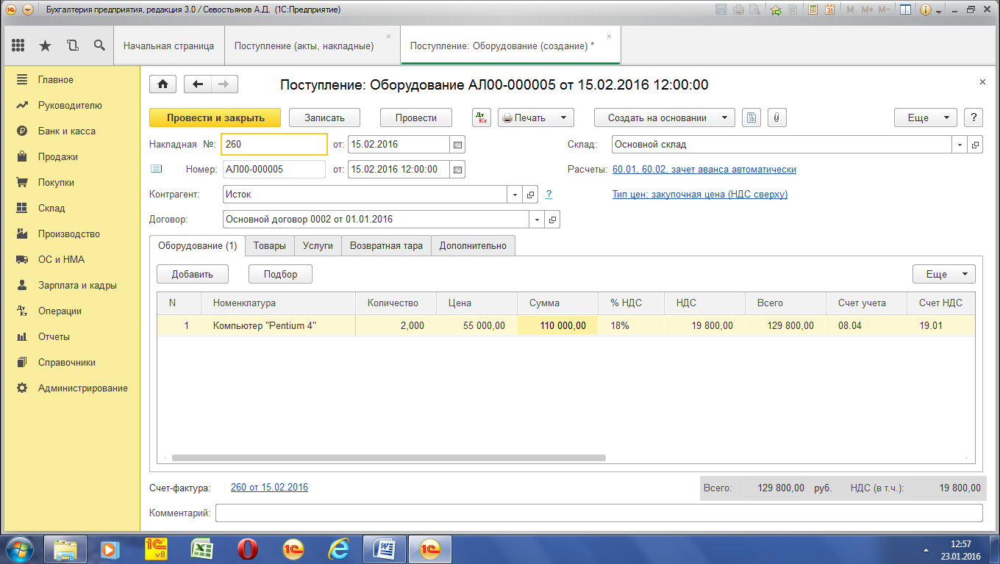 Бухгалтерия предприятия, редакция 3.0 / Севостьянов А.Д. (1С:Предприятие) M M+ M-
Начальная страница Поступление (акты, накладные) Поступление: Оборудование (создание) *
Главное
Руководителю
Банк и касса
Продажи
Покупки
Склад
Производство
ОС и НМА
Зарплата и кадры
Операции
Отчеты
Справочники
Администрирование
Поступление: Оборудование АЛ00-000005 от 15.02.2016 12:00:00
Провести и закрыть Записать Провести Дт Кт Печать Создать на основании Еще ?
Накладная №: 260 от: 15.02.2016 Склад: Основной склад
Номер: АЛ00-000005 от: 15.02.2016 12:00:00 Расчеты: 60.01, 60.02, зачет аванса автоматически
Контрагент: Исток ? Тип цен: закупочная цена (НДС сверху)
Договор: Основной договор 0002 от 01.01.2016
Оборудование (1) Товары Услуги Возвратная тара Дополнительно
Добавить Подбор Еще
N Номенклатура Количество Цена Сумма % НДС НДС Всего Счет учета Счет НДС
1 Компьютер "Pentium 4" 2,000 55 000,00 110 000,00 18% 19 800,00 129 800,00 08.04 19.01
Счет-фактура: 260 от 15.02.2016 Всего: 129 800,00 руб. НДС (в т.ч.): 19 800,00
Комментарий:
12:57
23.01.2016